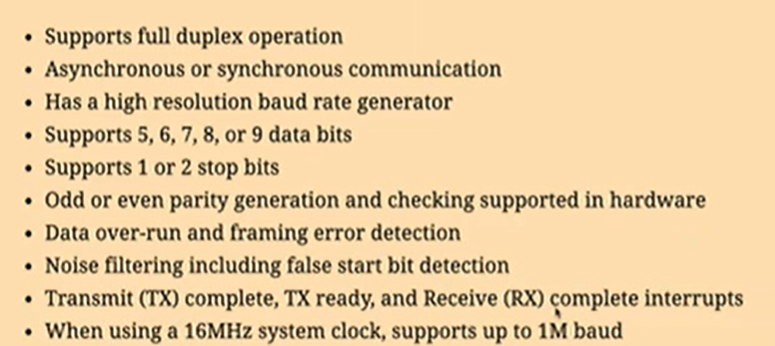 • Supports full duplex operation
• Asynchronous or synchronous communication
• Has a high resolution baud rate generator
• Supports 5, 6, 7, 8, or 9 data bits
• Supports 1 or 2 stop bits
• Odd or even parity generation and checking supported in hardware
• Data over-run and framing error detection
• Noise filtering including false start bit detection
• Transmit (TX) complete, TX ready, and Receive (RX) complete interrupts
• When using a 16MHz system clock, supports up to 1M baud